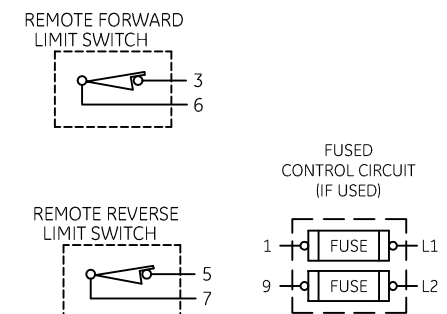 REMOTE FORWARD
LIMIT SWITCH
3
6
FUSED
CONTROL CIRCUIT
(IF USED)
REMOTE REVERSE
LIMIT SWITCH
5
7
1 FUSE L1
9 FUSE L2